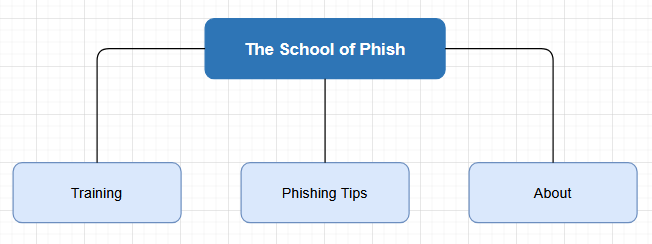 The School of Phish
Training
Phishing Tips
About